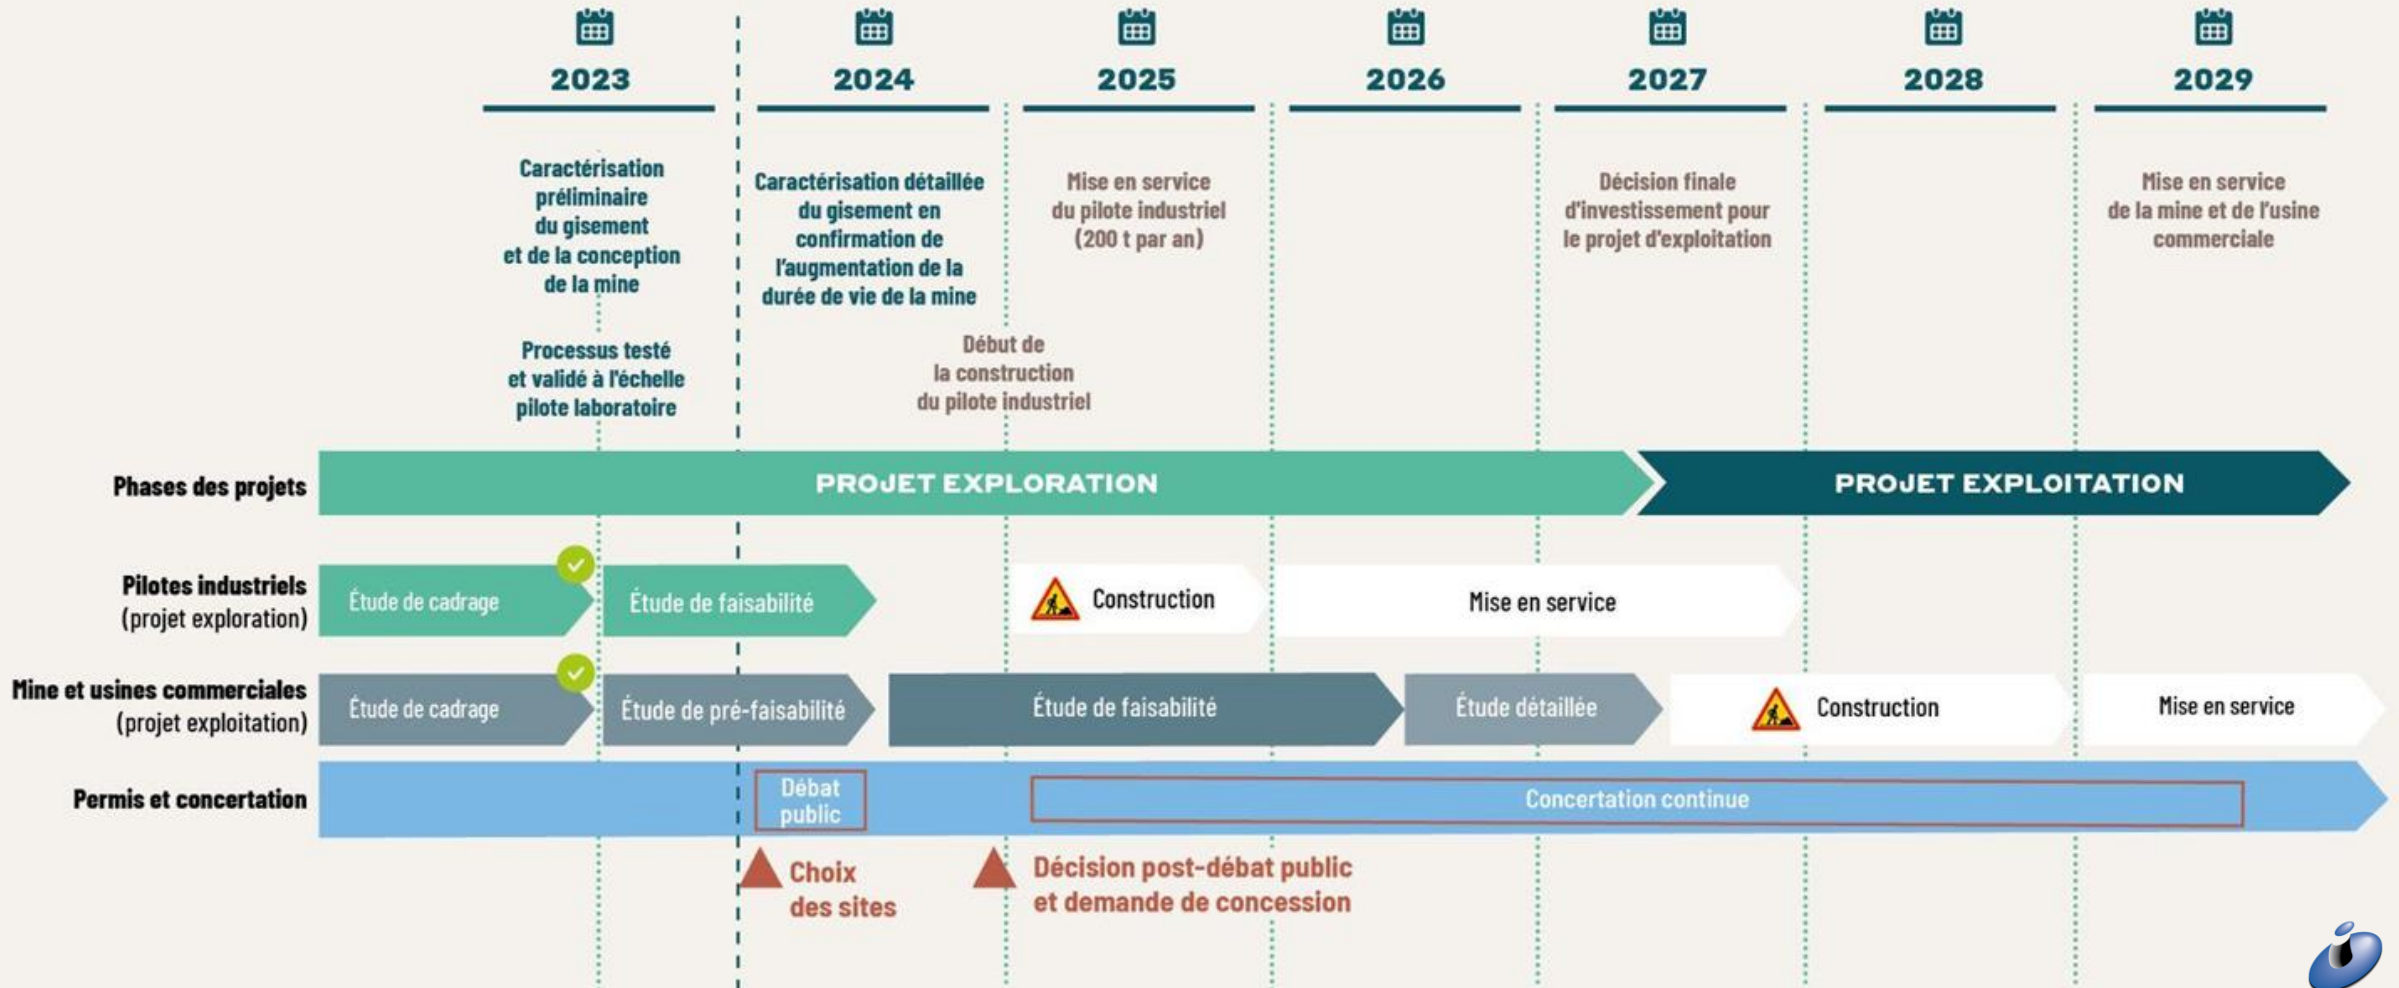 2023
2024
2025
2026
2027
2028
2029
Caractérisation
préliminaire
du gisement
et de la conception
de la mine
Processus testé
et validé à l'échelle
pilote laboratoire
Caractérisation détaillée
du gisement en
confirmation de
l'augmentation de la
durée de vie de la mine
Début de
la construction
du pilote industriel
Mise en service
du pilote industriel
(200 t par an)
Décision finale
d'investissement pour
le projet d'exploitation
Mise en service
de la mine et de l'usine
commerciale
Phases des projets
PROJET EXPLORATION
PROJET EXPLOITATION
Pilotes industriels
(projet exploration)
Étude de cadrage
Étude de faisabilité
Construction
Mise en service
Mine et usines commerciales
(projet exploitation)
Étude de cadrage
Étude de pré-faisabilité
Étude de faisabilité
Étude détaillée
Construction
Mise en service
Permis et concertation
Débat
public
Concertation continue
Choix
des sites
Décision post-débat public
et demande de concession